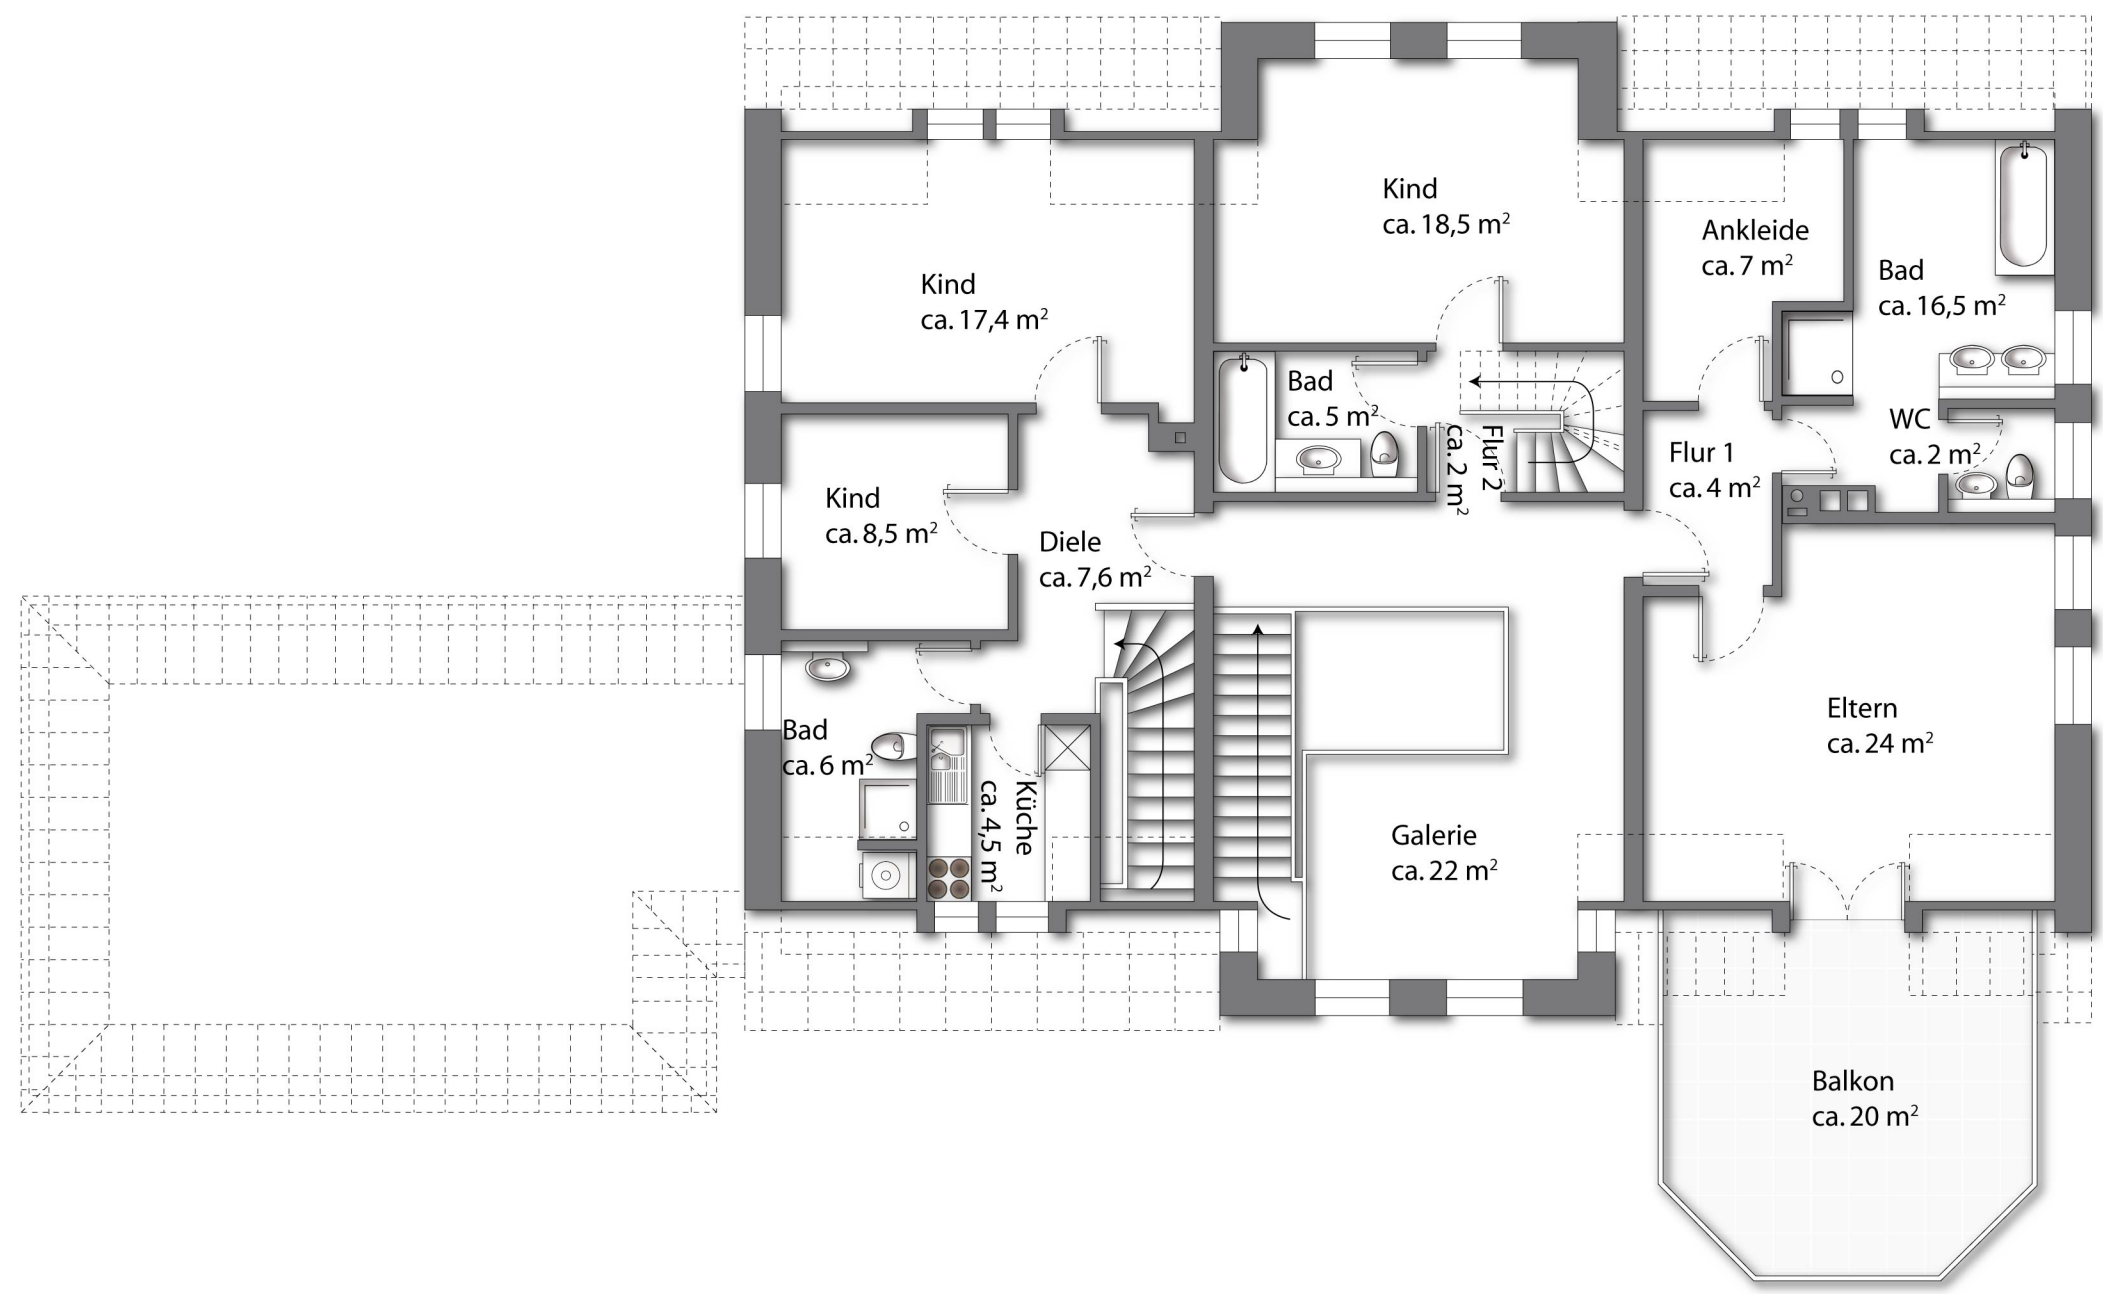 Kind
ca. 18,5 m²
Ankleide
ca. 7 m²
Kind
ca. 17,4 m²
Bad
ca. 16,5 m²
Bad
ca. 5 m²
Flur 2
ca. 2 m²
WC
ca. 2 m²
Flur 1
ca. 4 m²
Kind
ca. 8,5 m²
Diele
ca. 7,6 m²
Bad
ca. 6 m²
Küche
ca. 4,5 m²
Eltern
ca. 24 m²
Galerie
ca. 22 m²
Balkon
ca. 20 m²